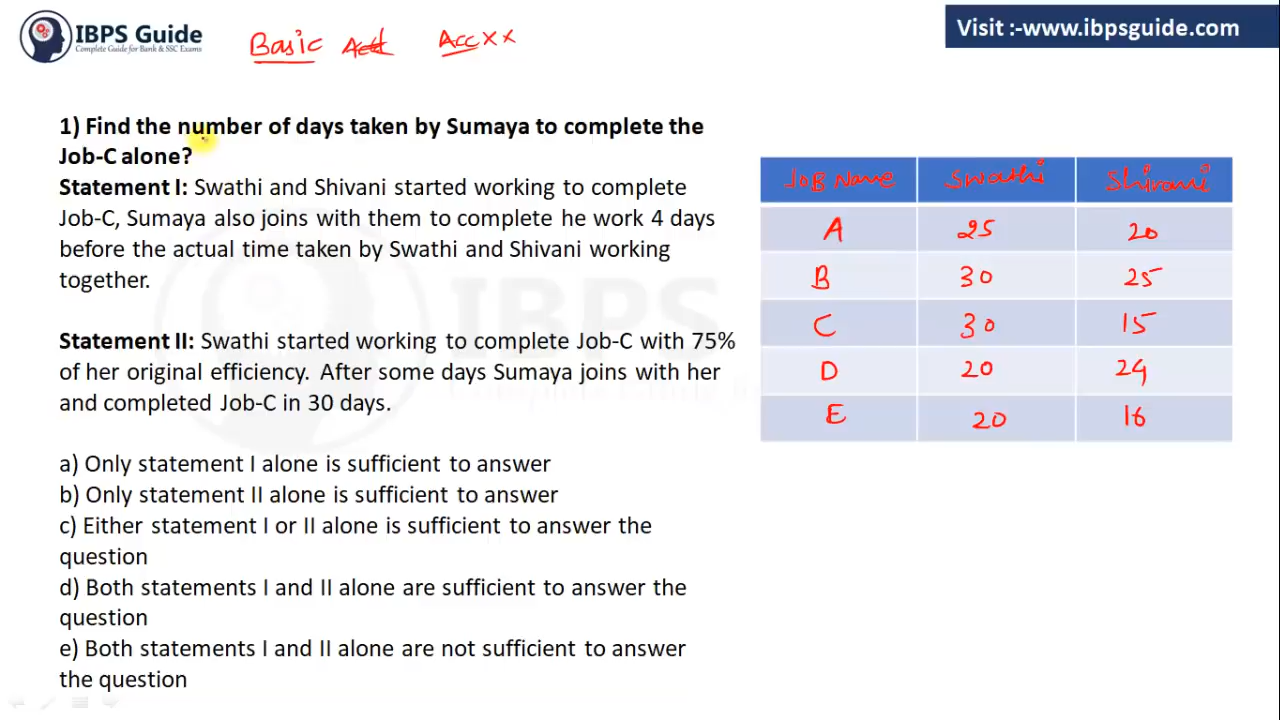 IBPS Guide
Complete Guide for Bank & SSC Exams
Basic
Accxx
Visit :-www.ibpsguide.com
1) Find the number of days taken by Sumaya to complete the
Job-C alone?
Statement I: Swathi and Shivani started working to complete
Job-C, Sumaya also joins with them to complete he work 4 days
before the actual time taken by Swathi and Shivani working
together.
Statement II: Swathi started working to complete Job-C with 75%
of her original efficiency. After some days Sumaya joins with her
and completed Job-C in 30 days.
a) Only statement I alone is sufficient to answer
b) Only statement II alone is sufficient to answer
c) Either statement I or II alone is sufficient to answer the
question
d) Both statements I and II alone are sufficient to answer the
question
e) Both statements I and II alone are not sufficient to answer
the question
JOB Name Swathi Shivani
A 25 20
B 30 25
C 30 15
D 20 24
E 20 16
IBPS